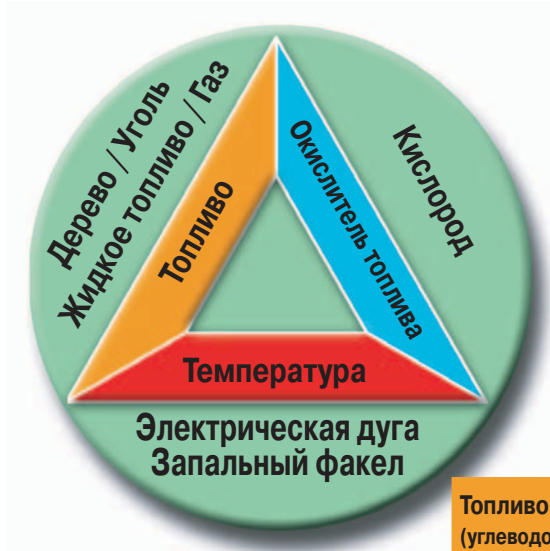 Дерево / Уголь
Жидкое топливо / Газ
Топливо
Окислитель топлива
Кислород
Температура
Электрическая дуга
Запальный факел
Топливо